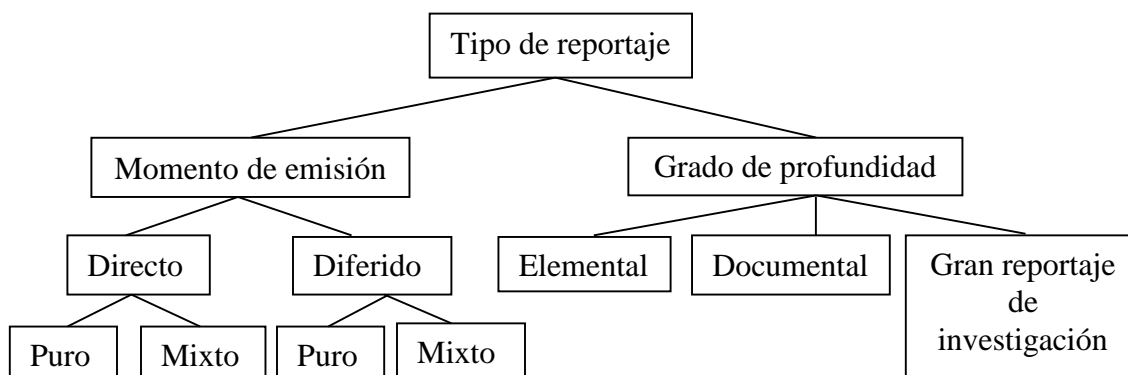 Tipo de reportaje
Momento de emisión
Grado de profundidad
Directo
Diferido
Elemental
Documental
Gran reportaje
de
investigación
Puro
Mixto
Puro
Mixto